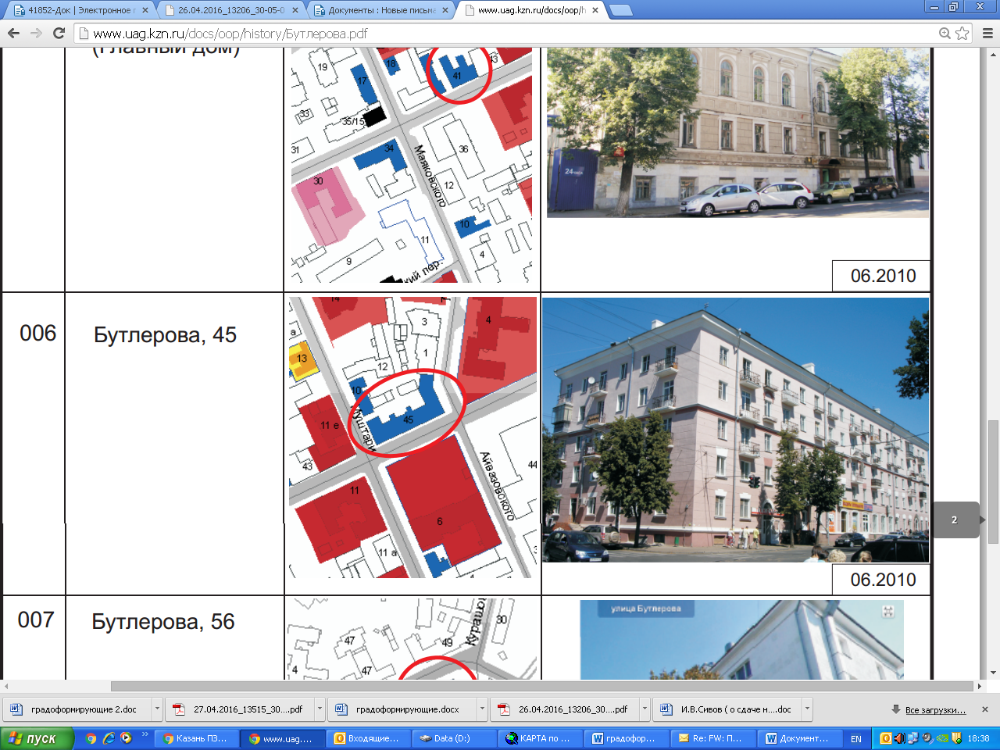 41852-Док | Электронное г
26.04.2016_13206_30-05-0
Документы : Новые письма
www.uag.kzn.ru/docs/oop/h
www.uag.kzn.ru/docs/oop/history/Бутлерова.pdf
(Главный дом)
19
17
18
41
43
33
35/15
31
34
36
Маяковского
30
12
10
11
9
4
кий пер.
24 ЧАСА
06.2010
006
Бутлерова, 45
14
а
3
4
13
1
12
10
Куштари
45
11 е
43
11
Айвазовского
44
6
11 а
3
4
06.2010
2
007
Бутлерова, 56
47
49
30
4
47
улица Бутлерова
градоформирующие 2.doc
27.04.2016_13515_30....pdf
градоформирующие.docx
26.04.2016_13206_30....pdf
И.В.Сивов ( о сдаче н....doc
Все загрузки...
пуск
Казань ПЗ...
www.uag....
Входящие...
Data (D:)
КАРТА по ...
градофор...
Re: FW: П...
Документ...
EN
18:38